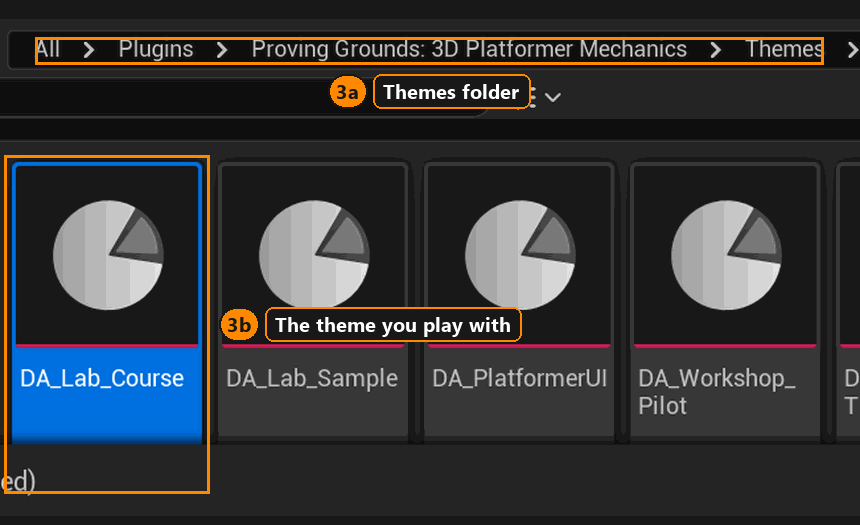 All > Plugins > Proving Grounds: 3D Platformer Mechanics > Themes >
3a Themes folder
3b The theme you play with
DA_Lab_Course
DA_Lab_Sample
DA_PlatformerUI
DA_Workshop_
Pilot
D
T
ed)